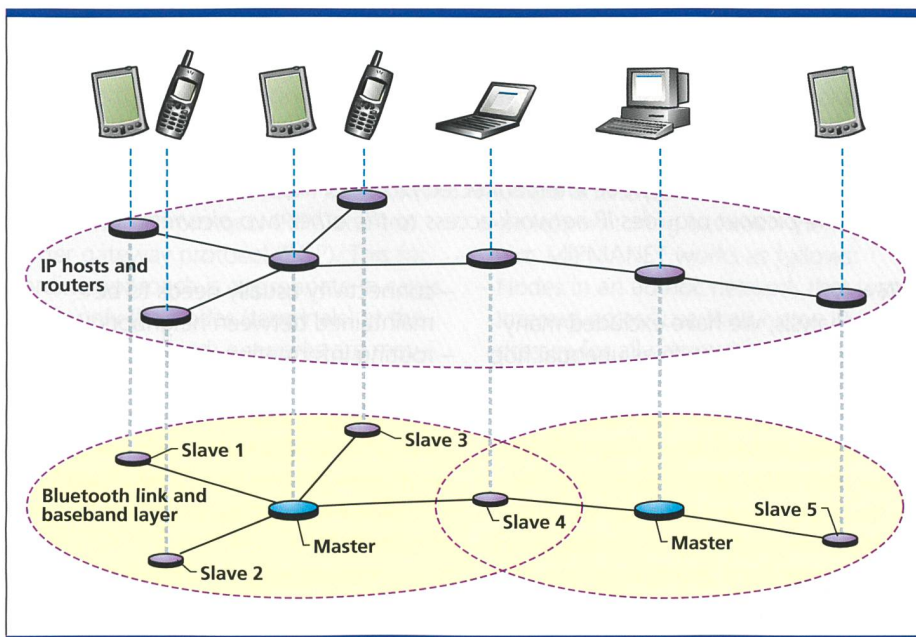 IP hosts and
routers
Slave 1
Slave 3
Bluetooth link and
baseband layer
Slave 4
Slave 5
Master
Master
Slave 2